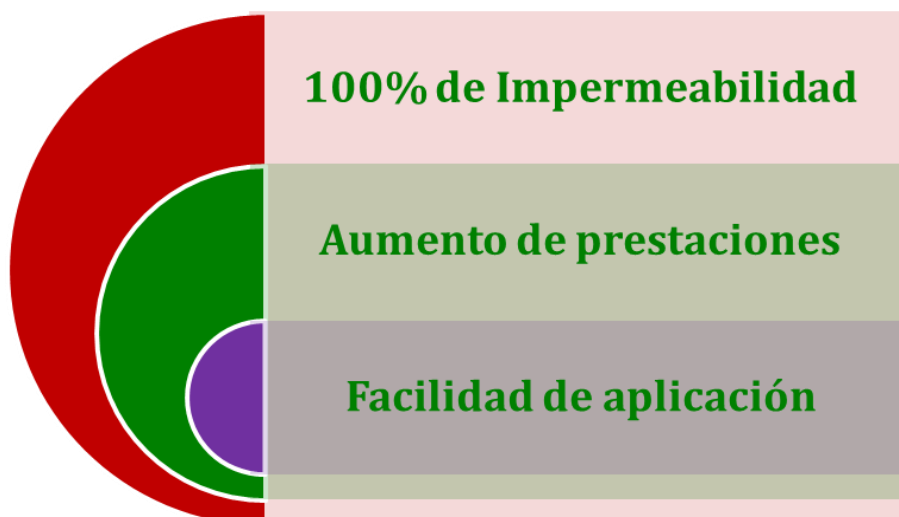 100% de Impermeabilidad
Aumento de prestaciones
Facilidad de aplicación